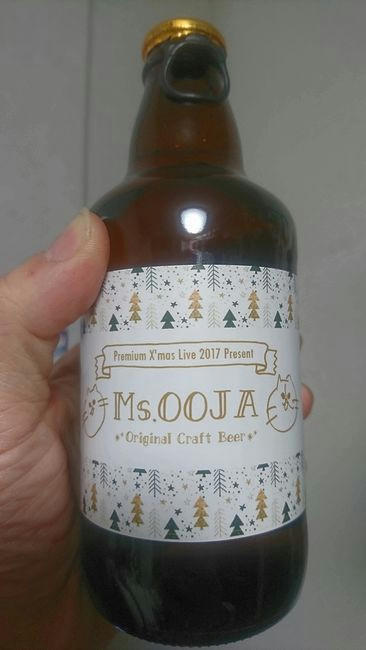 Premium X'mas Live 2017 Present
Ms.OOJA
Original Craft Beer